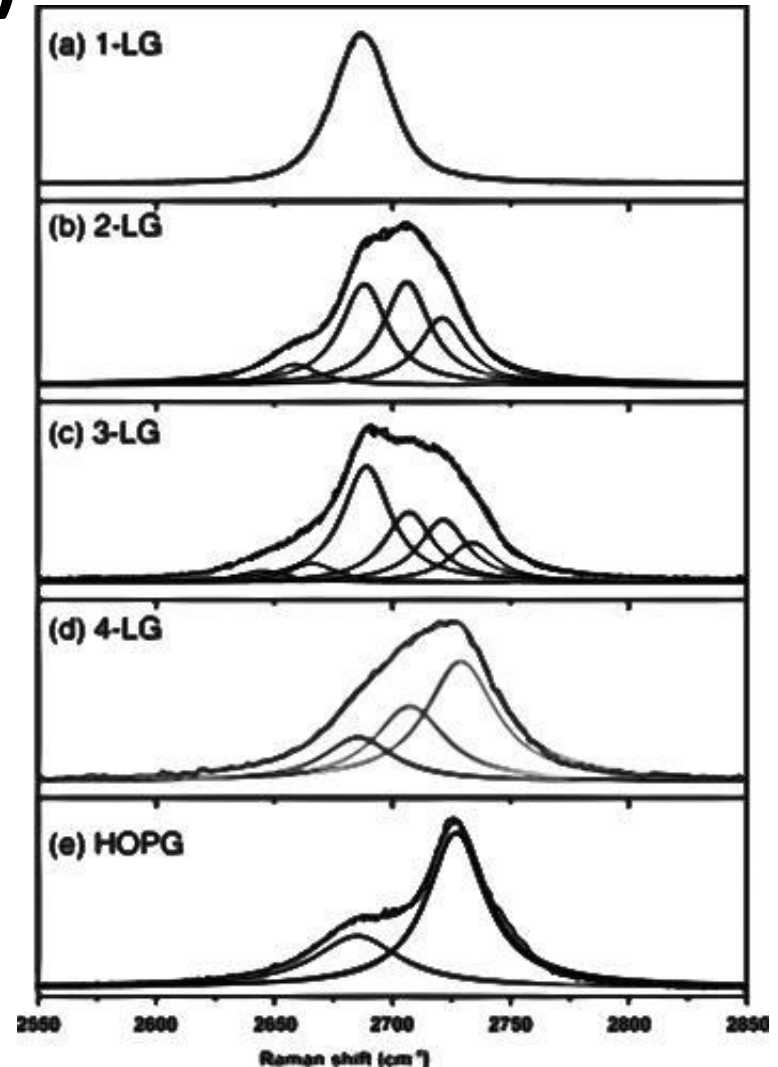 )
(a) 1-LG
(b) 2-LG
(c) 3-LG
(d) 4-LG
(e) HOPG
2550 2600 2650 2700 2750 2800 2850
Raman shift (cm⁻¹)